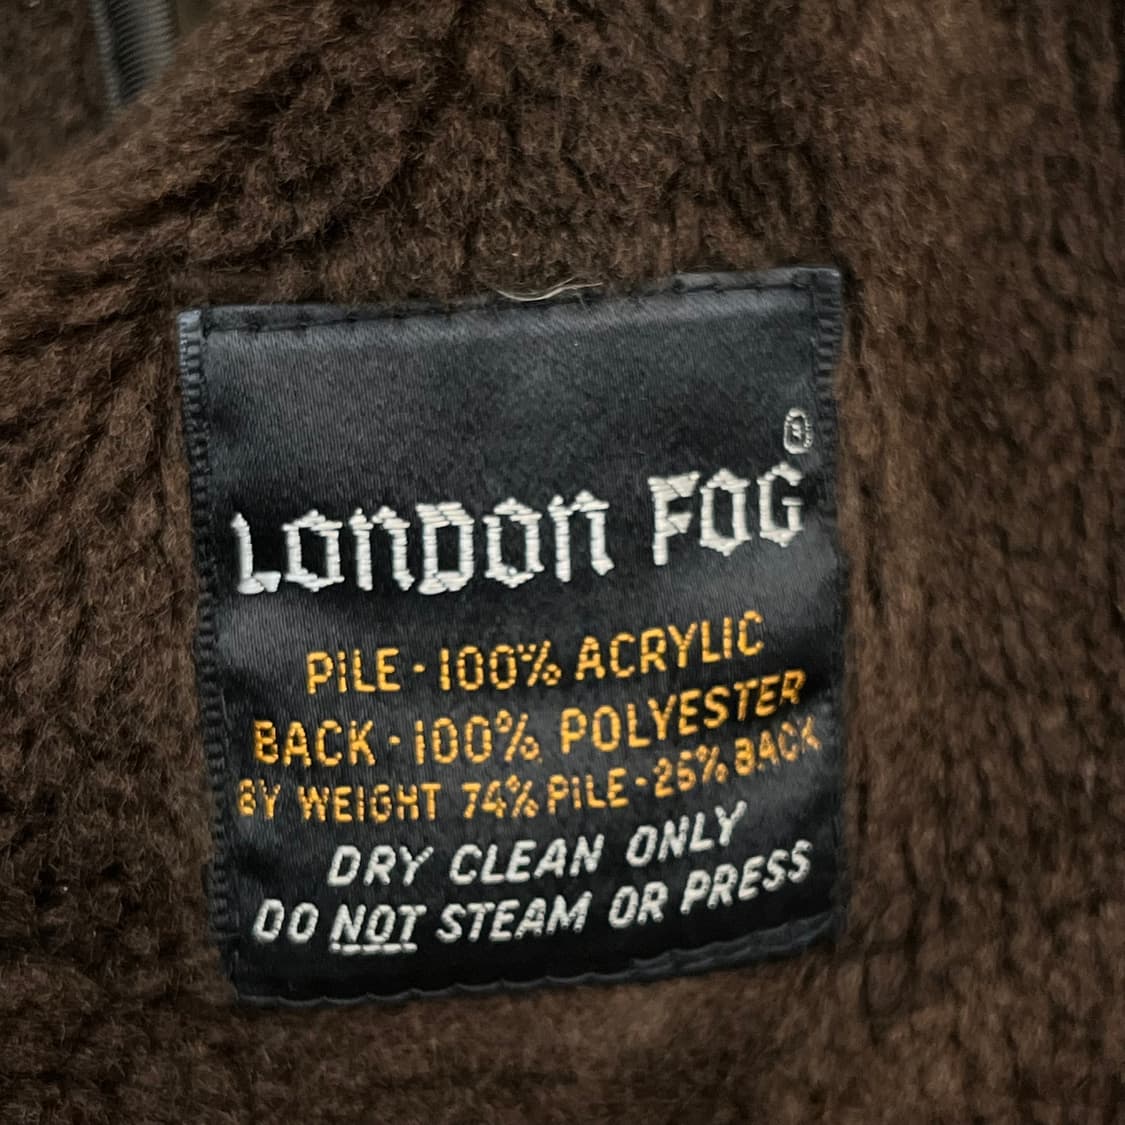 LONDON FOG®
PILE - 100% ACRYLIC
BACK - 100% POLYESTER
BY WEIGHT 74% PILE - 26% BACK
DRY CLEAN ONLY
DO NOT STEAM OR PRESS